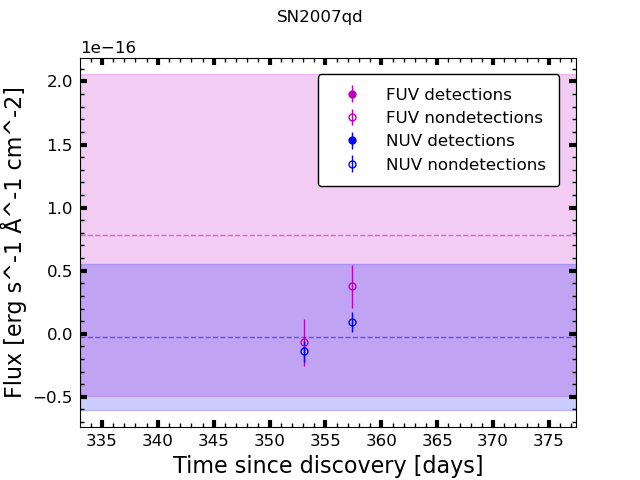 SN2007qd
1e−16
2.0
1.5
1.0
0.5
0.0
−0.5
Flux [erg s^-1 Å^-1 cm^-2]
FUV detections
FUV nondetections
NUV detections
NUV nondetections
335 340 345 350 355 360 365 370 375
Time since discovery [days]